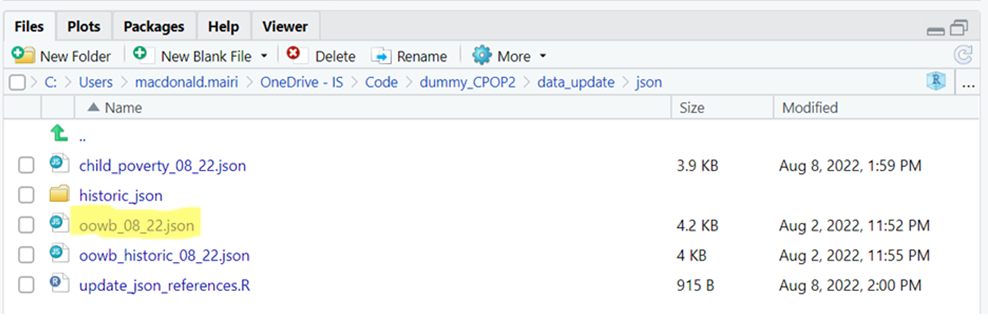 Files Plots Packages Help Viewer
New Folder New Blank File Delete Rename More
C: > Users > macdonald.mairi > OneDrive - IS > Code > dummy_CPOP2 > data_update > json R ...
Name Size Modified
..
child_poverty_08_22.json 3.9 KB Aug 8, 2022, 1:59 PM
historic_json
oowb_08_22.json 4.2 KB Aug 2, 2022, 11:52 PM
oowb_historic_08_22.json 4 KB Aug 2, 2022, 11:55 PM
update_json_references.R 915 B Aug 8, 2022, 2:00 PM